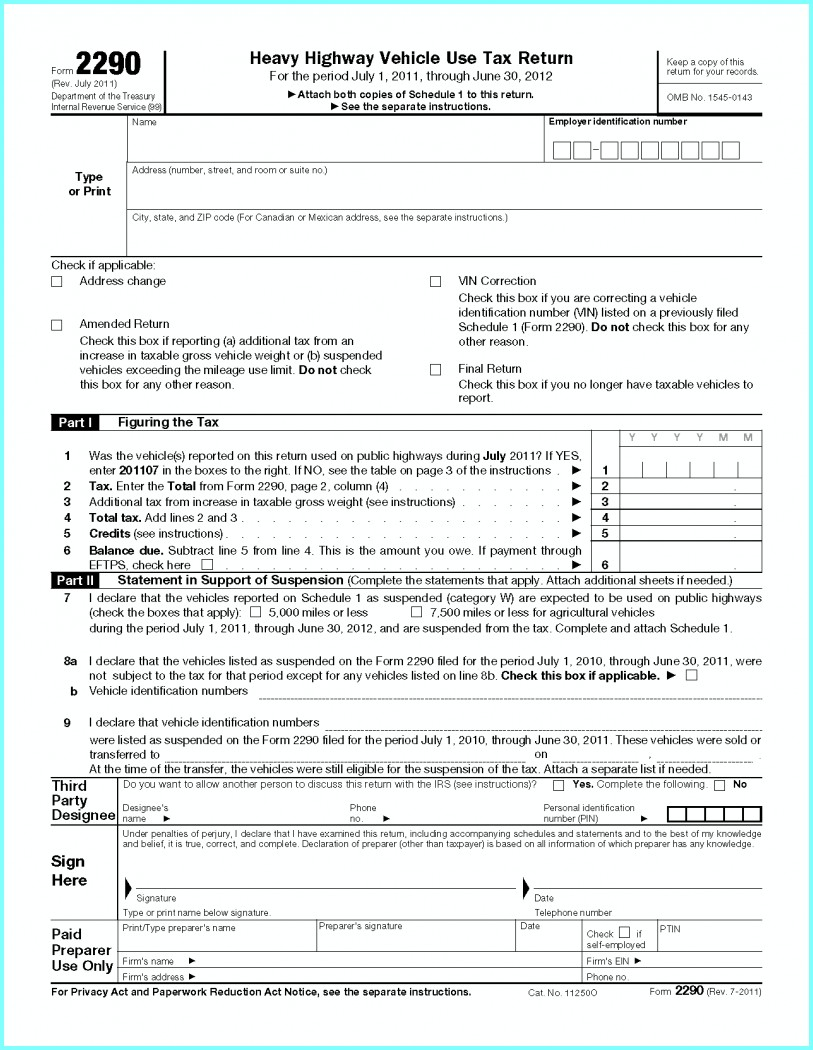 Form 2290
(Rev. July 2011)
Department of the Treasury
Internal Revenue Service (99)
Heavy Highway Vehicle Use Tax Return
For the period July 1, 2011, through June 30, 2012
▶ Attach both copies of Schedule 1 to this return.
▶ See the separate instructions.
Keep a copy of this
return for your records.
OMB No. 1545-0143
Type
or Print
Name
Employer identification number
–
Address (number, street, and room or suite no.)
City, state, and ZIP code (For Canadian or Mexican address, see the separate instructions.)
Check if applicable:
Address change
Amended Return
Check this box if reporting (a) additional tax from an
increase in taxable gross vehicle weight or (b) suspended
vehicles exceeding the mileage use limit. Do not check
this box for any other reason.
VIN Correction
Check this box if you are correcting a vehicle
identification number (VIN) listed on a previously filed
Schedule 1 (Form 2290). Do not check this box for any
other reason.
Final Return
Check this box if you no longer have taxable vehicles to
report.
Part I Figuring the Tax
Y Y Y Y M M
1 Was the vehicle(s) reported on this return used on public highways during July 2011? If YES,
enter 201107 in the boxes to the right. If NO, see the table on page 3 of the instructions . ▶ 1
2 Tax. Enter the Total from Form 2290, page 2, column (4) . . . . . . . . . . . ▶ 2 .
3 Additional tax from increase in taxable gross weight (see instructions) . . . . . . . ▶ 3 .
4 Total tax. Add lines 2 and 3 . . . . . . . . . . . . . . . . . . . ▶ 4 .
5 Credits (see instructions) . . . . . . . . . . . . . . . . . . . . ▶ 5 .
6 Balance due. Subtract line 5 from line 4. This is the amount you owe. If payment through
EFTPS, check here . . . . . . . . . . . . . . . . . . . . ▶ 6 .
Part II Statement in Support of Suspension (Complete the statements that apply. Attach additional sheets if needed.)
7 I declare that the vehicles reported on Schedule 1 as suspended (category W) are expected to be used on public highways
(check the boxes that apply): 5,000 miles or less 7,500 miles or less for agricultural vehicles
during the period July 1, 2011, through June 30, 2012, and are suspended from the tax. Complete and attach Schedule 1.
8a I declare that the vehicles listed as suspended on the Form 2290 filed for the period July 1, 2010, through June 30, 2011, were
not subject to the tax for that period except for any vehicles listed on line 8b. Check this box if applicable. ▶
b Vehicle identification numbers
9 I declare that vehicle identification numbers
were listed as suspended on the Form 2290 filed for the period July 1, 2010, through June 30, 2011. These vehicles were sold or
transferred to on , .
At the time of the transfer, the vehicles were still eligible for the suspension of the tax. Attach a separate list if needed.
Third
Party
Designee
Do you want to allow another person to discuss this return with the IRS (see instructions)? Yes. Complete the following. No
Designee's
name ▶
Phone
no. ▶
Personal identification
number (PIN) ▶
Sign
Here
Under penalties of perjury, I declare that I have examined this return, including accompanying schedules and statements and to the best of my knowledge
and belief, it is true, correct, and complete. Declaration of preparer (other than taxpayer) is based on all information of which preparer has any knowledge.
Signature
Date
Type or print name below signature.
Telephone number
Paid
Preparer
Use Only
Print/Type preparer's name
Preparer's signature
Date
Check if
self-employed
PTIN
Firm's name ▶
Firm's EIN ▶
Firm's address ▶
Phone no.
For Privacy Act and Paperwork Reduction Act Notice, see the separate instructions. Cat. No. 11250O Form 2290 (Rev. 7-2011)